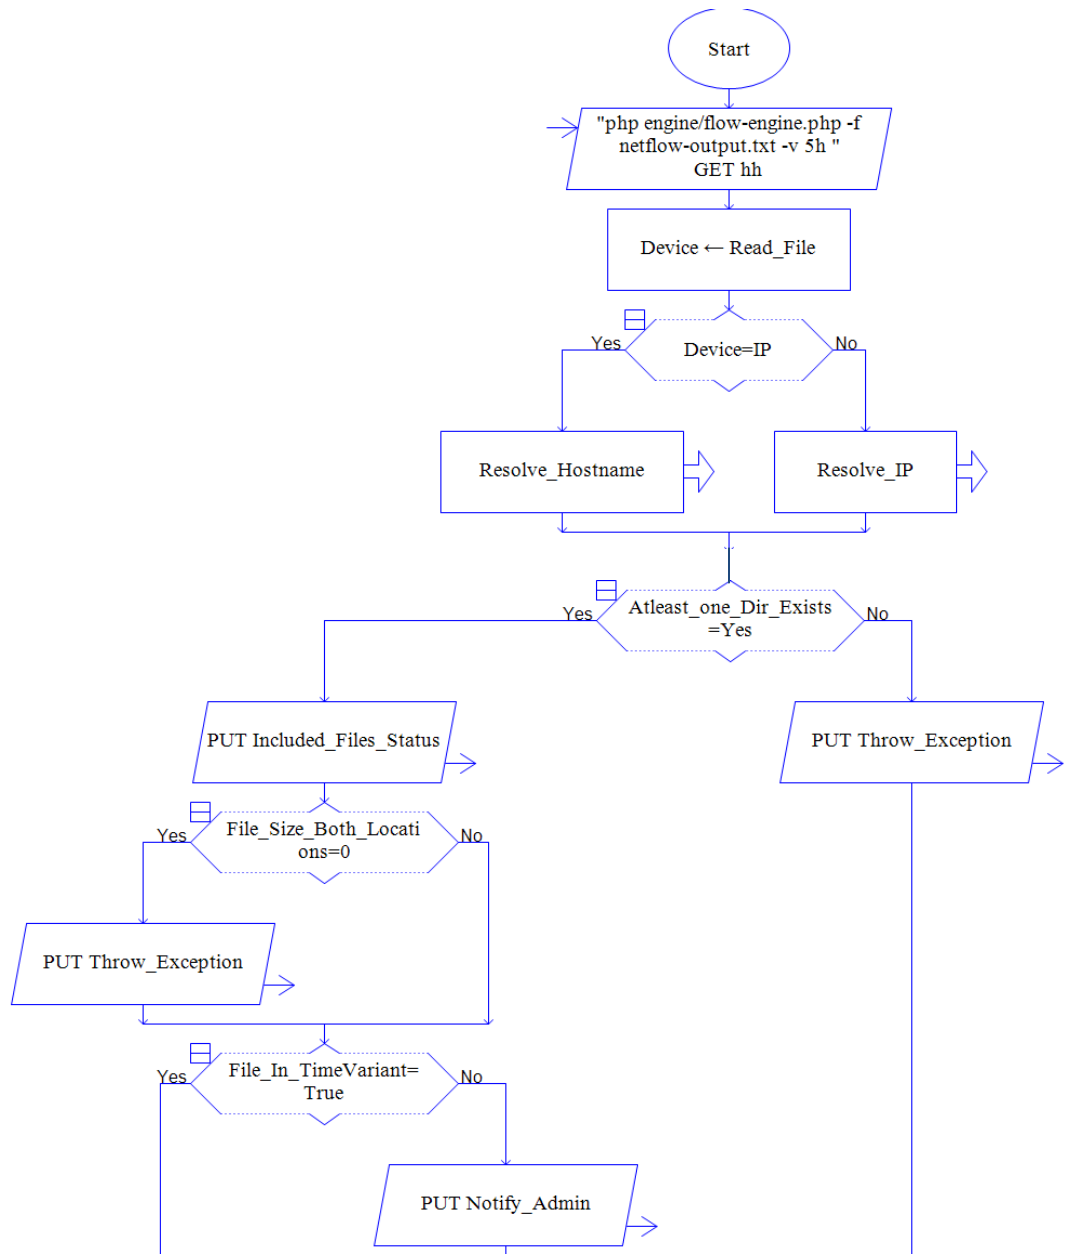 Start
"php engine/flow-engine.php -f
netflow-output.txt -v 5h "
GET hh
Device ← Read_File
Yes
Device=IP
No
Resolve_Hostname
Resolve_IP
Yes
Atleast_one_Dir_Exists
=Yes
No
PUT Included_Files_Status
PUT Throw_Exception
Yes
File_Size_Both_Locati
ons=0
No
PUT Throw_Exception
Yes
File_In_TimeVariant=
True
No
PUT Notify_Admin